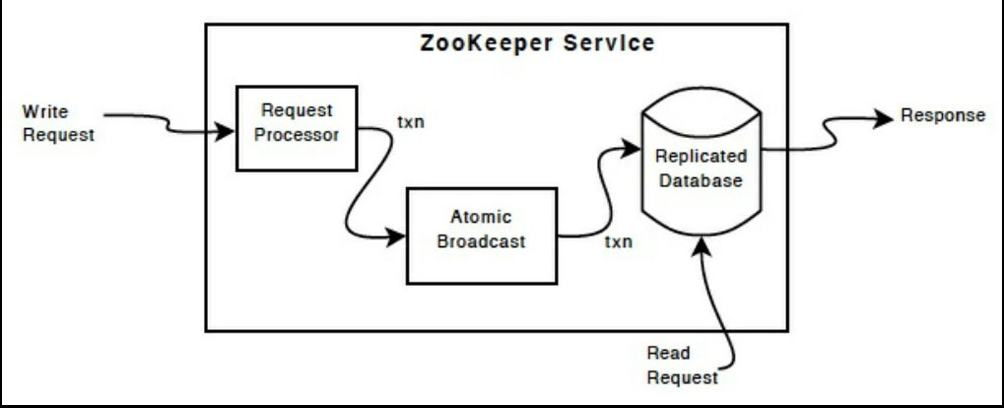 ZooKeeper Service
Write
Request
Request
Processor
txn
Atomic
Broadcast
txn
Replicated
Database
Response
Read
Request